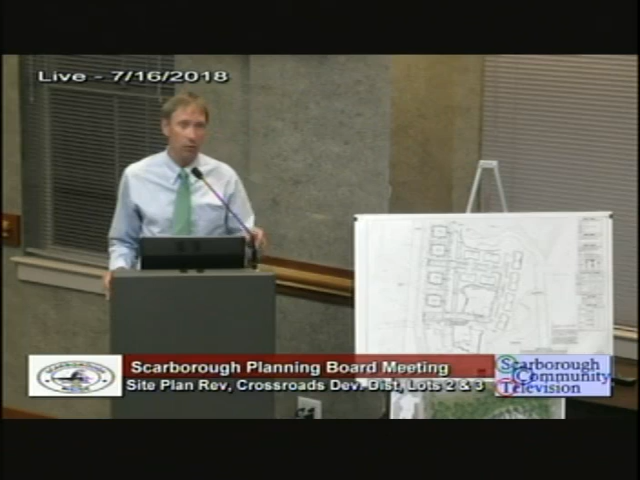 Live - 7/16/2018
Scarborough Planning Board Meeting
Site Plan Rev, Crossroads Dev. Dist, Lots 2 & 3
Scarborough
Community
Television